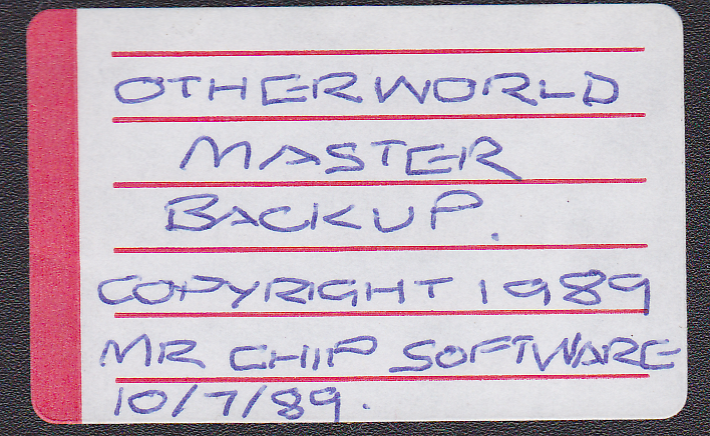 OTHERWORLD
MASTER
BACKUP.
COPYRIGHT 1989
MR CHIP SOFTWARE
10/7/89.